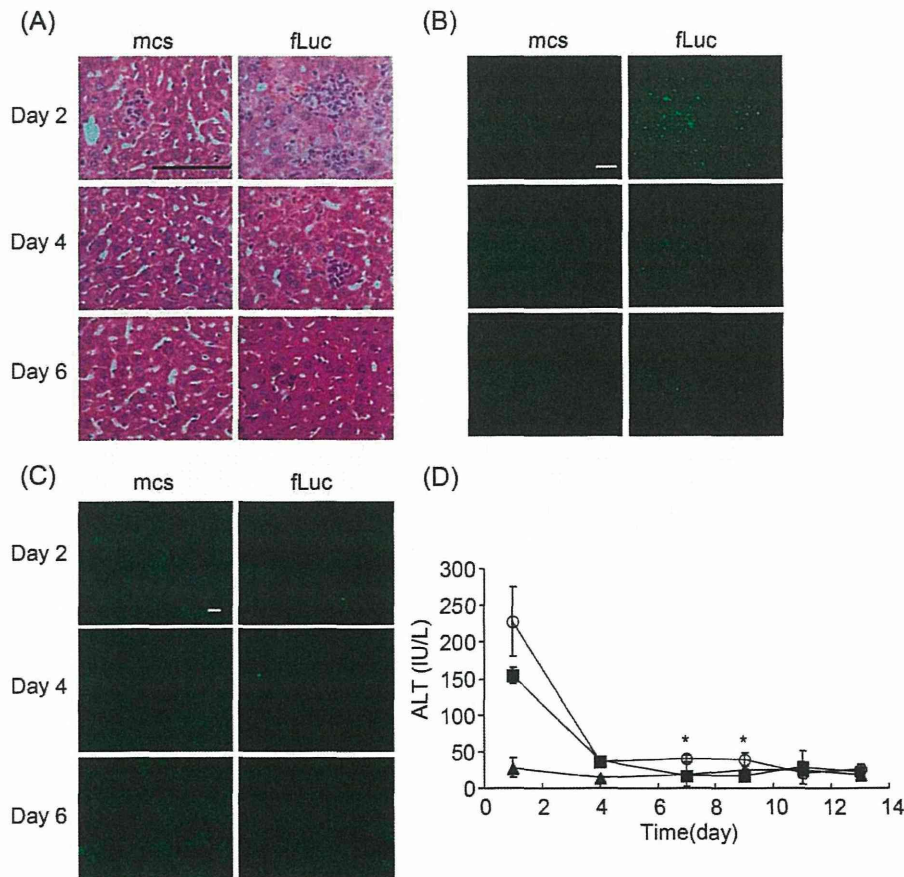 (A)
mcs fLuc
Day 2
Day 4
Day 6
(B)
mcs fLuc
(C)
mcs fLuc
Day 2
Day 4
Day 6
(D)
300
250
200
150
100
50
0
ALT (IU/L)
* *
0 2 4 6 8 10 12 14
Time(day)